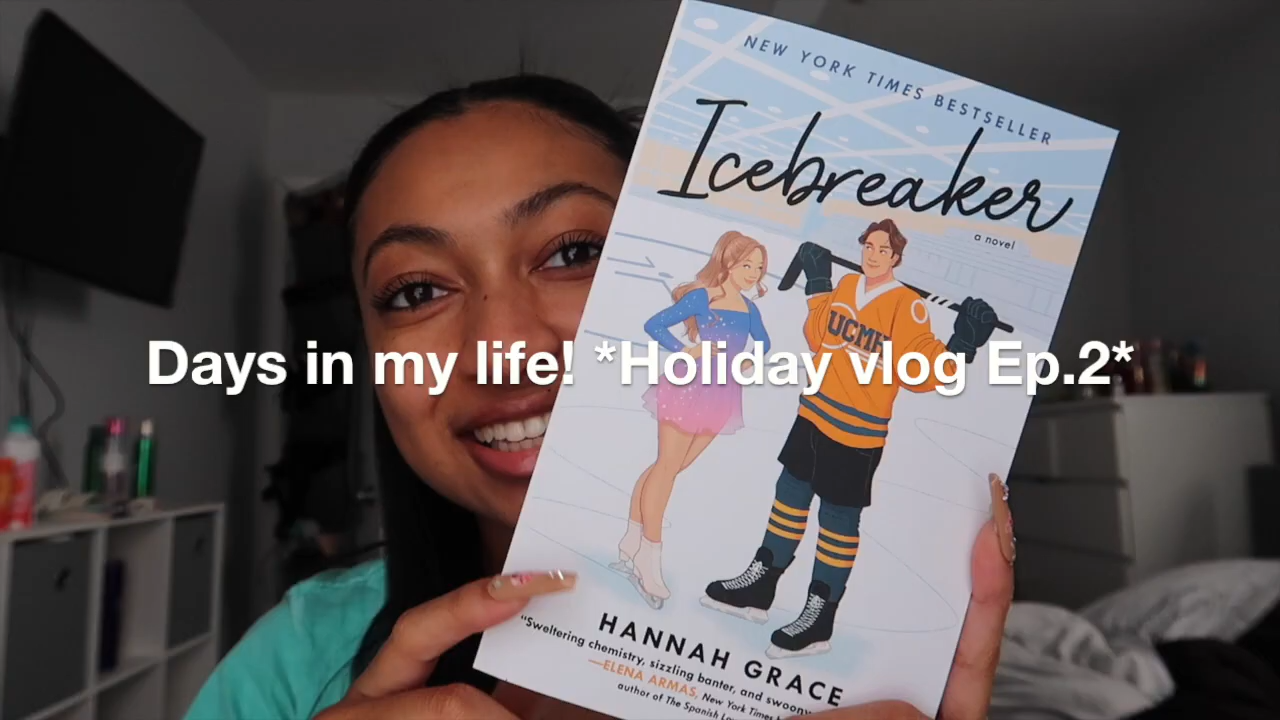 NEW YORK TIMES BESTSELLER
Icebreaker
a novel
Days in my life! *Holiday vlog Ep.2*
HANNAH GRACE
"Sweltering chemistry, sizzling banter, and swoony
—ELENA ARMAS, New York Times
author of The Spanish